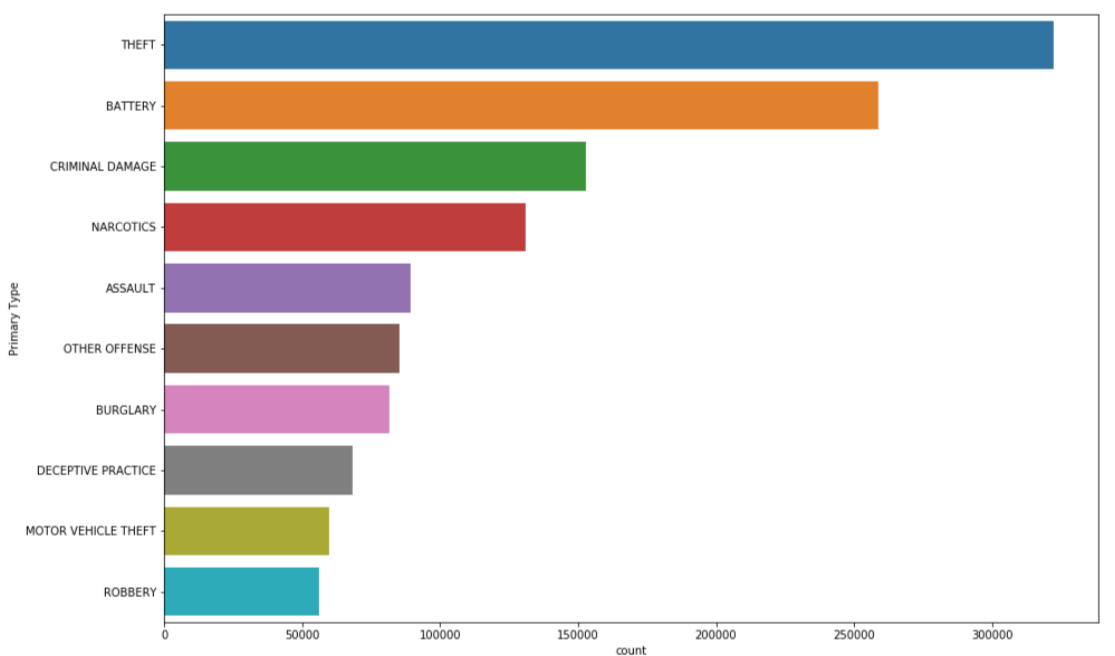 THEFT
BATTERY
CRIMINAL DAMAGE
NARCOTICS
ASSAULT
OTHER OFFENSE
BURGLARY
DECEPTIVE PRACTICE
MOTOR VEHICLE THEFT
ROBBERY
Primary Type
0 50000 100000 150000 200000 250000 300000
count